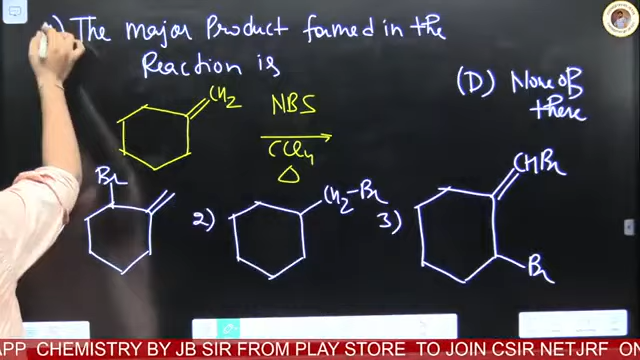 ) The major Product formed in the
Reaction is
CH2
NBS
CCl4
Δ
(D) None of
there
Br
2)
CH2-Br
3)
CHBr
Br
APP CHEMISTRY BY JB SIR FROM PLAY STORE TO JOIN CSIR NETJRF ON